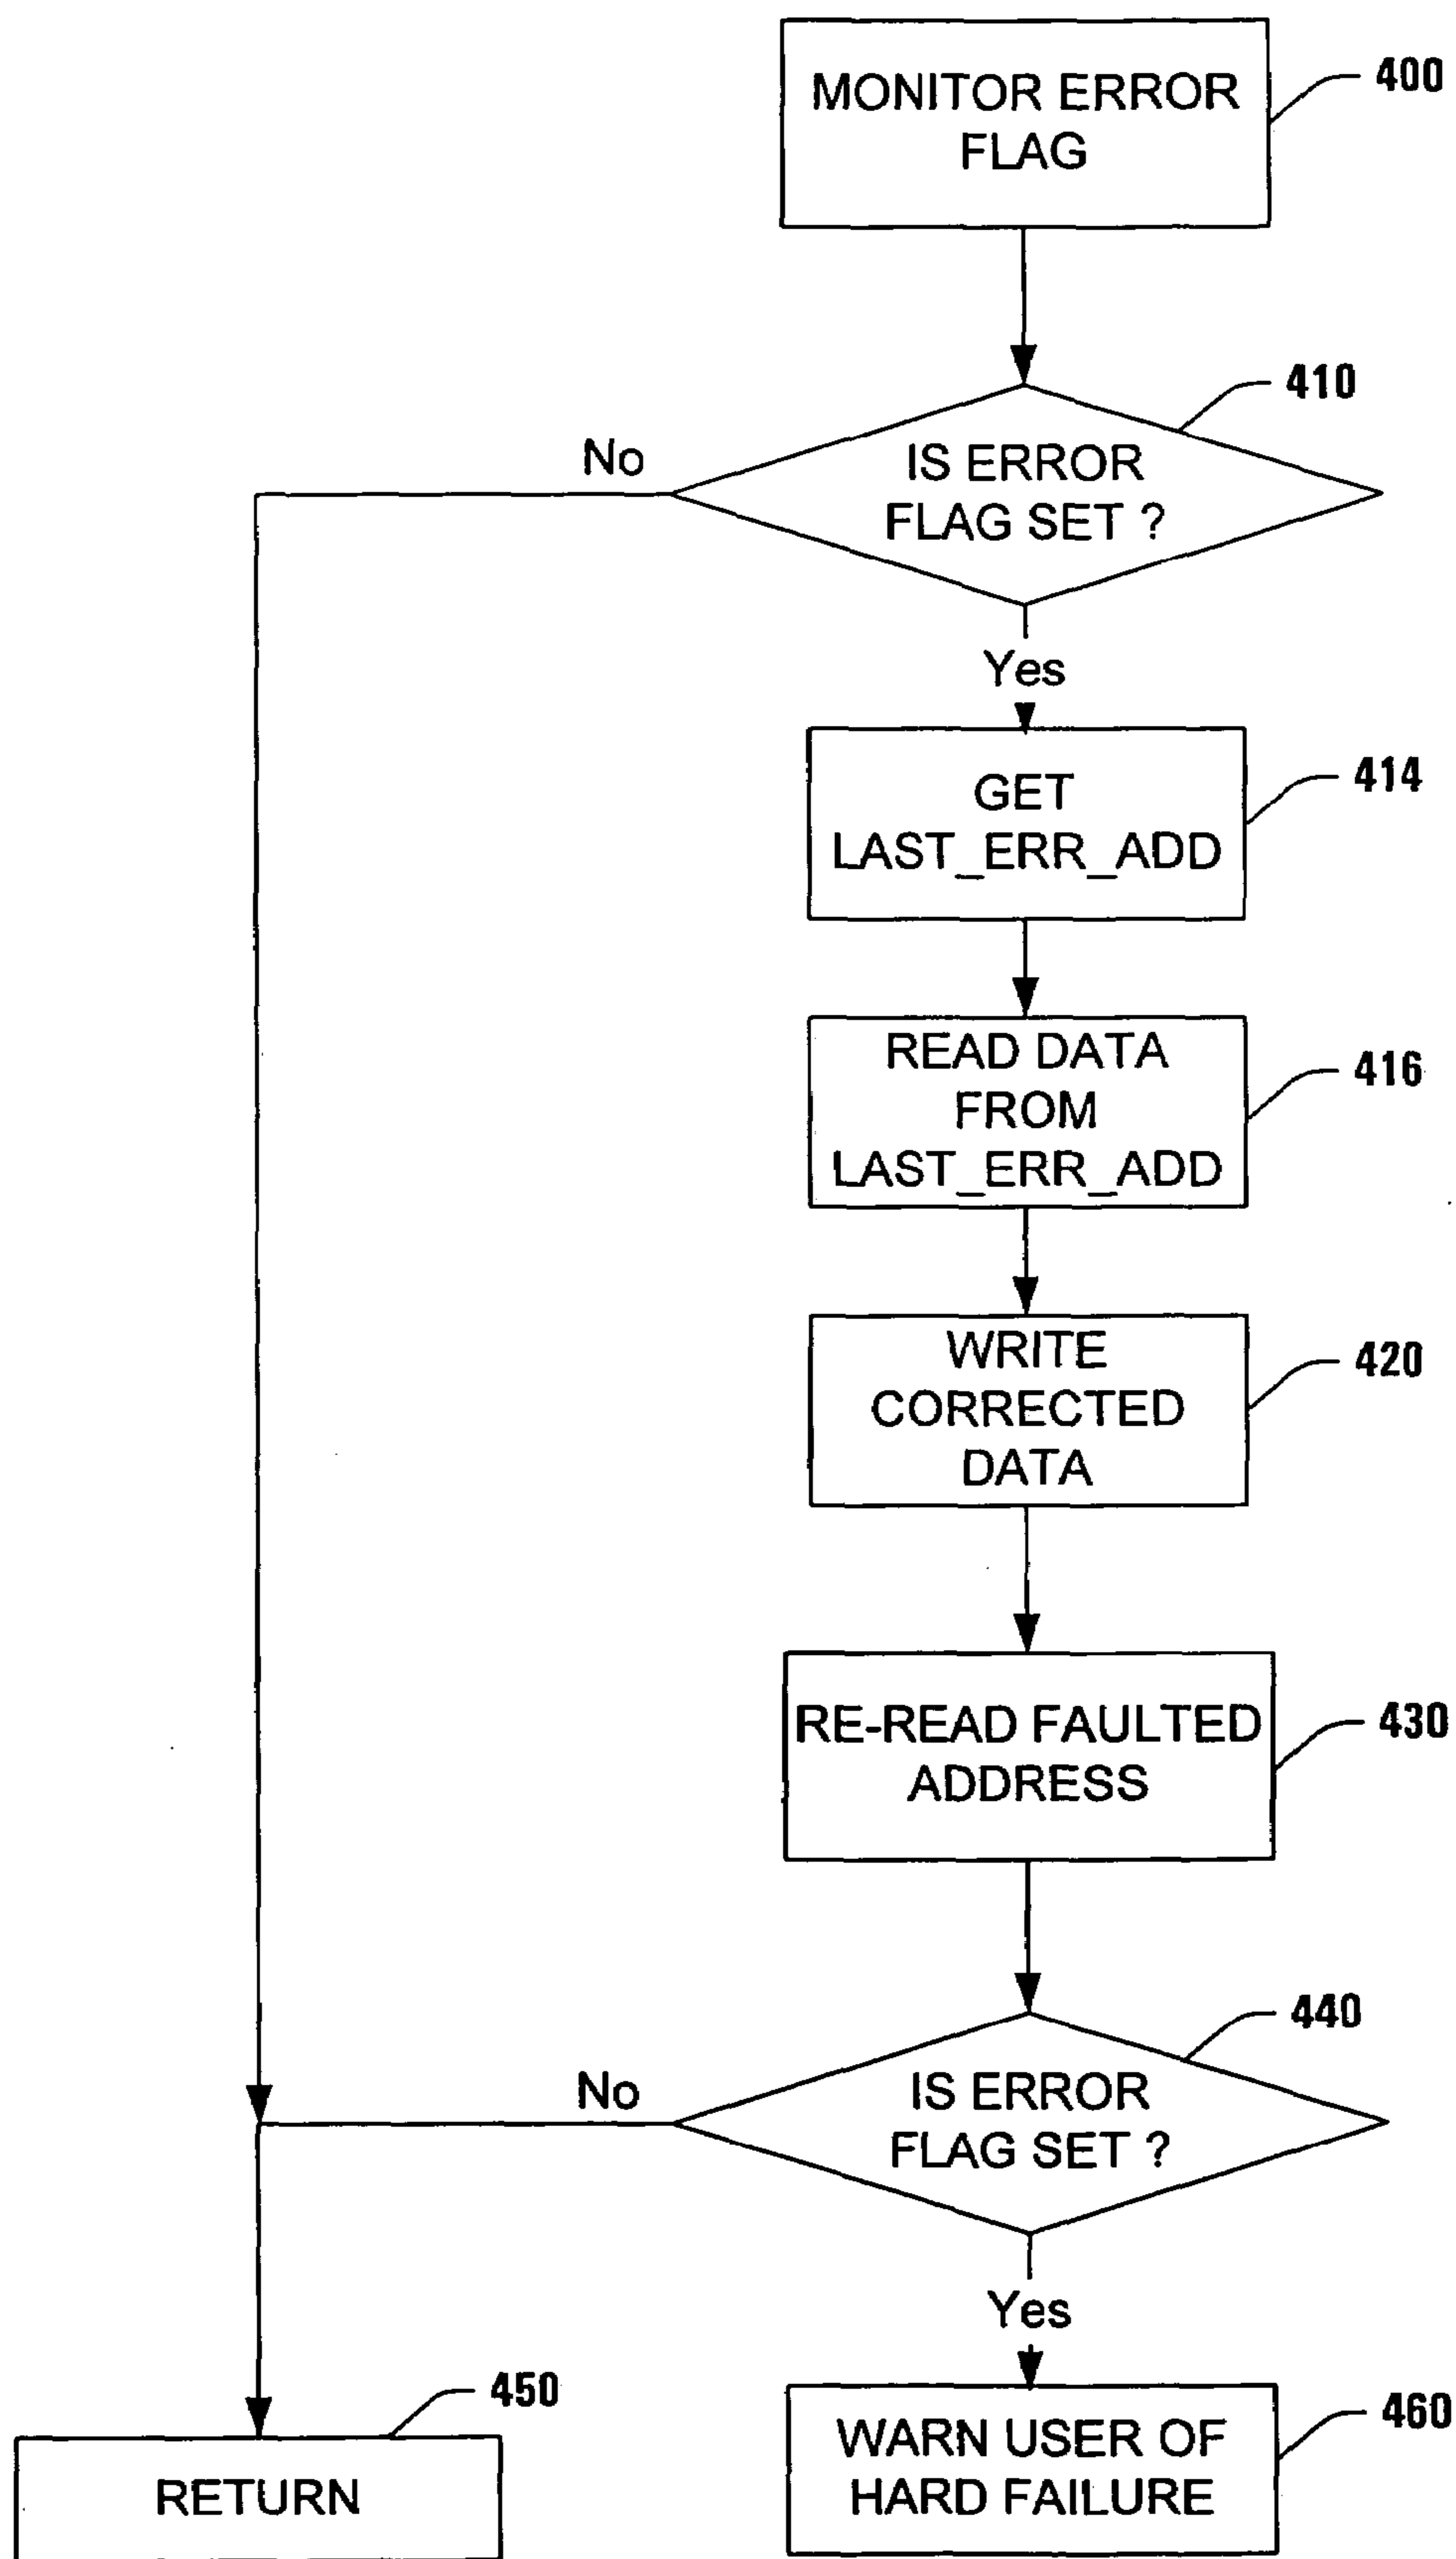 MONITOR ERROR
FLAG
400
410
No
IS ERROR
FLAG SET ?
Yes
GET
LAST_ERR_ADD
414
READ DATA
FROM
LAST_ERR_ADD
416
WRITE
CORRECTED
DATA
420
RE-READ FAULTED
ADDRESS
430
440
No
IS ERROR
FLAG SET ?
Yes
450
RETURN
WARN USER OF
HARD FAILURE
460